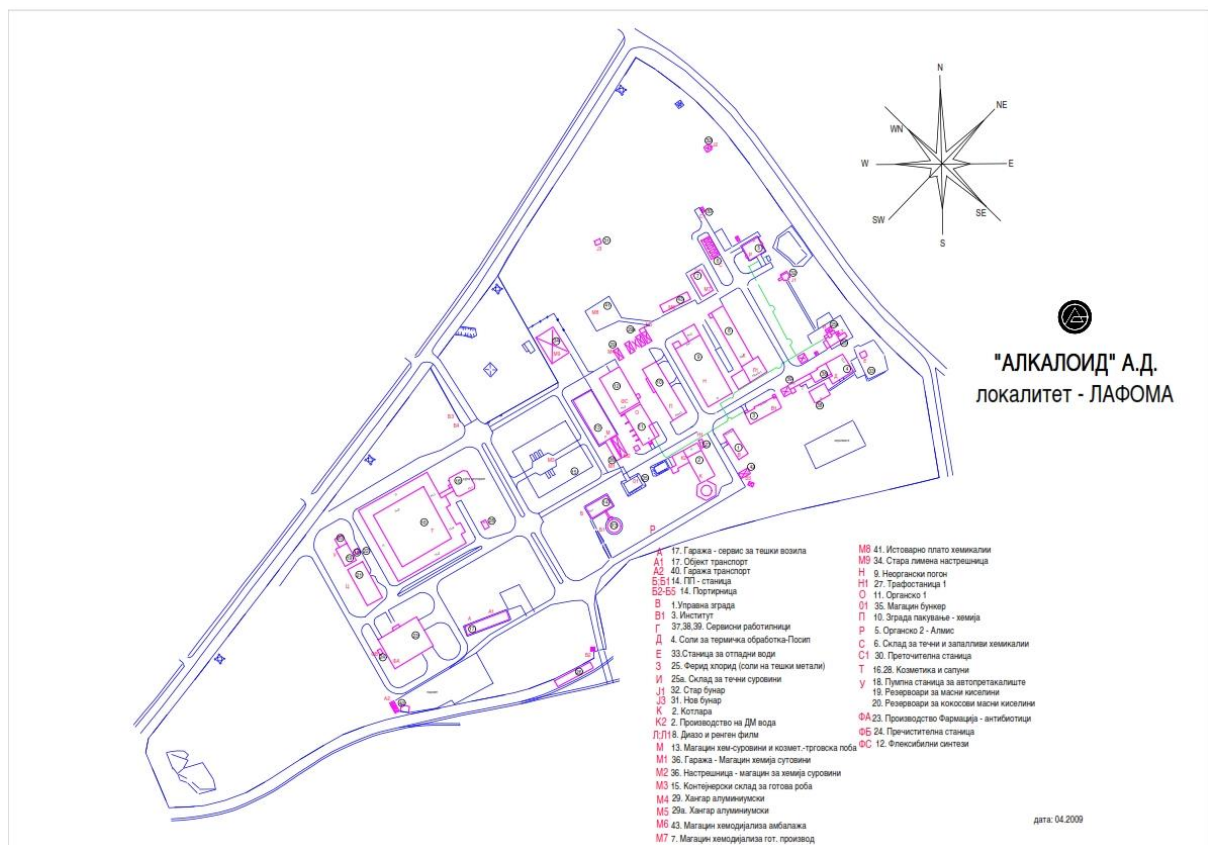 N
NE
WN
W
E
SW
SE
S
"АЛКАЛОИД" А.Д.
локалитет - ЛАФОМА
А 17. Гаража - сервис за тешки возила
А1 17. Објект транспорт
А2 40. Гаража транспорт
Б;Б1 14. ПП - станица
Б2-Б5 14. Портирница
В 1.Управна зграда
В1 3. Институт
Г 37,38,39. Сервисни работилници
Д 4. Соли за термичка обработка-Посип
Е 33.Станица за отпадни води
З 25. Ферид хлорид (соли на тешки метали)
И 25а. Склад за течни суровини
Ј1 32. Стар бунар
Ј3 31. Нов бунар
К 2. Котлара
К2 2. Производство на ДМ вода
Л;Л1 8. Диазо и ренген филм
М 13. Магацин хем-суровини и космет.-трговска роба
М1 36. Гаража - Магацин хемија сутовини
М2 36. Настрешница - магацин за хемија суровини
М3 15. Контејнерски склад за готова роба
М4 29. Хангар алуминиумски
М5 29а. Хангар алуминиумски
М6 43. Магацин хемодијализа амбалажа
М7 7. Магацин хемодијализа гот. производ
М8 41. Истоварно плато хемикалии
М9 34. Стара лимена настрешница
Н 9. Неоргански погон
Н1 27. Трафостаница 1
О 11. Органско 1
01 35. Магацин бункер
П 10. Зграда пакување - хемија
Р 5. Органско 2 - Алмис
С 6. Склад за течни и запалливи хемикалии
С1 30. Преточителна станица
Т 16.28. Козметика и сапуни
У 18. Пумпна станица за автопретакалиште
19. Резервоари за масни киселини
20. Резервоари за кокосови масни киселини
ФА 23. Производство Фармација - антибиотици
ФБ 24. Пречистителна станица
ФС 12. Флексибилни синтези
дата: 04.2009